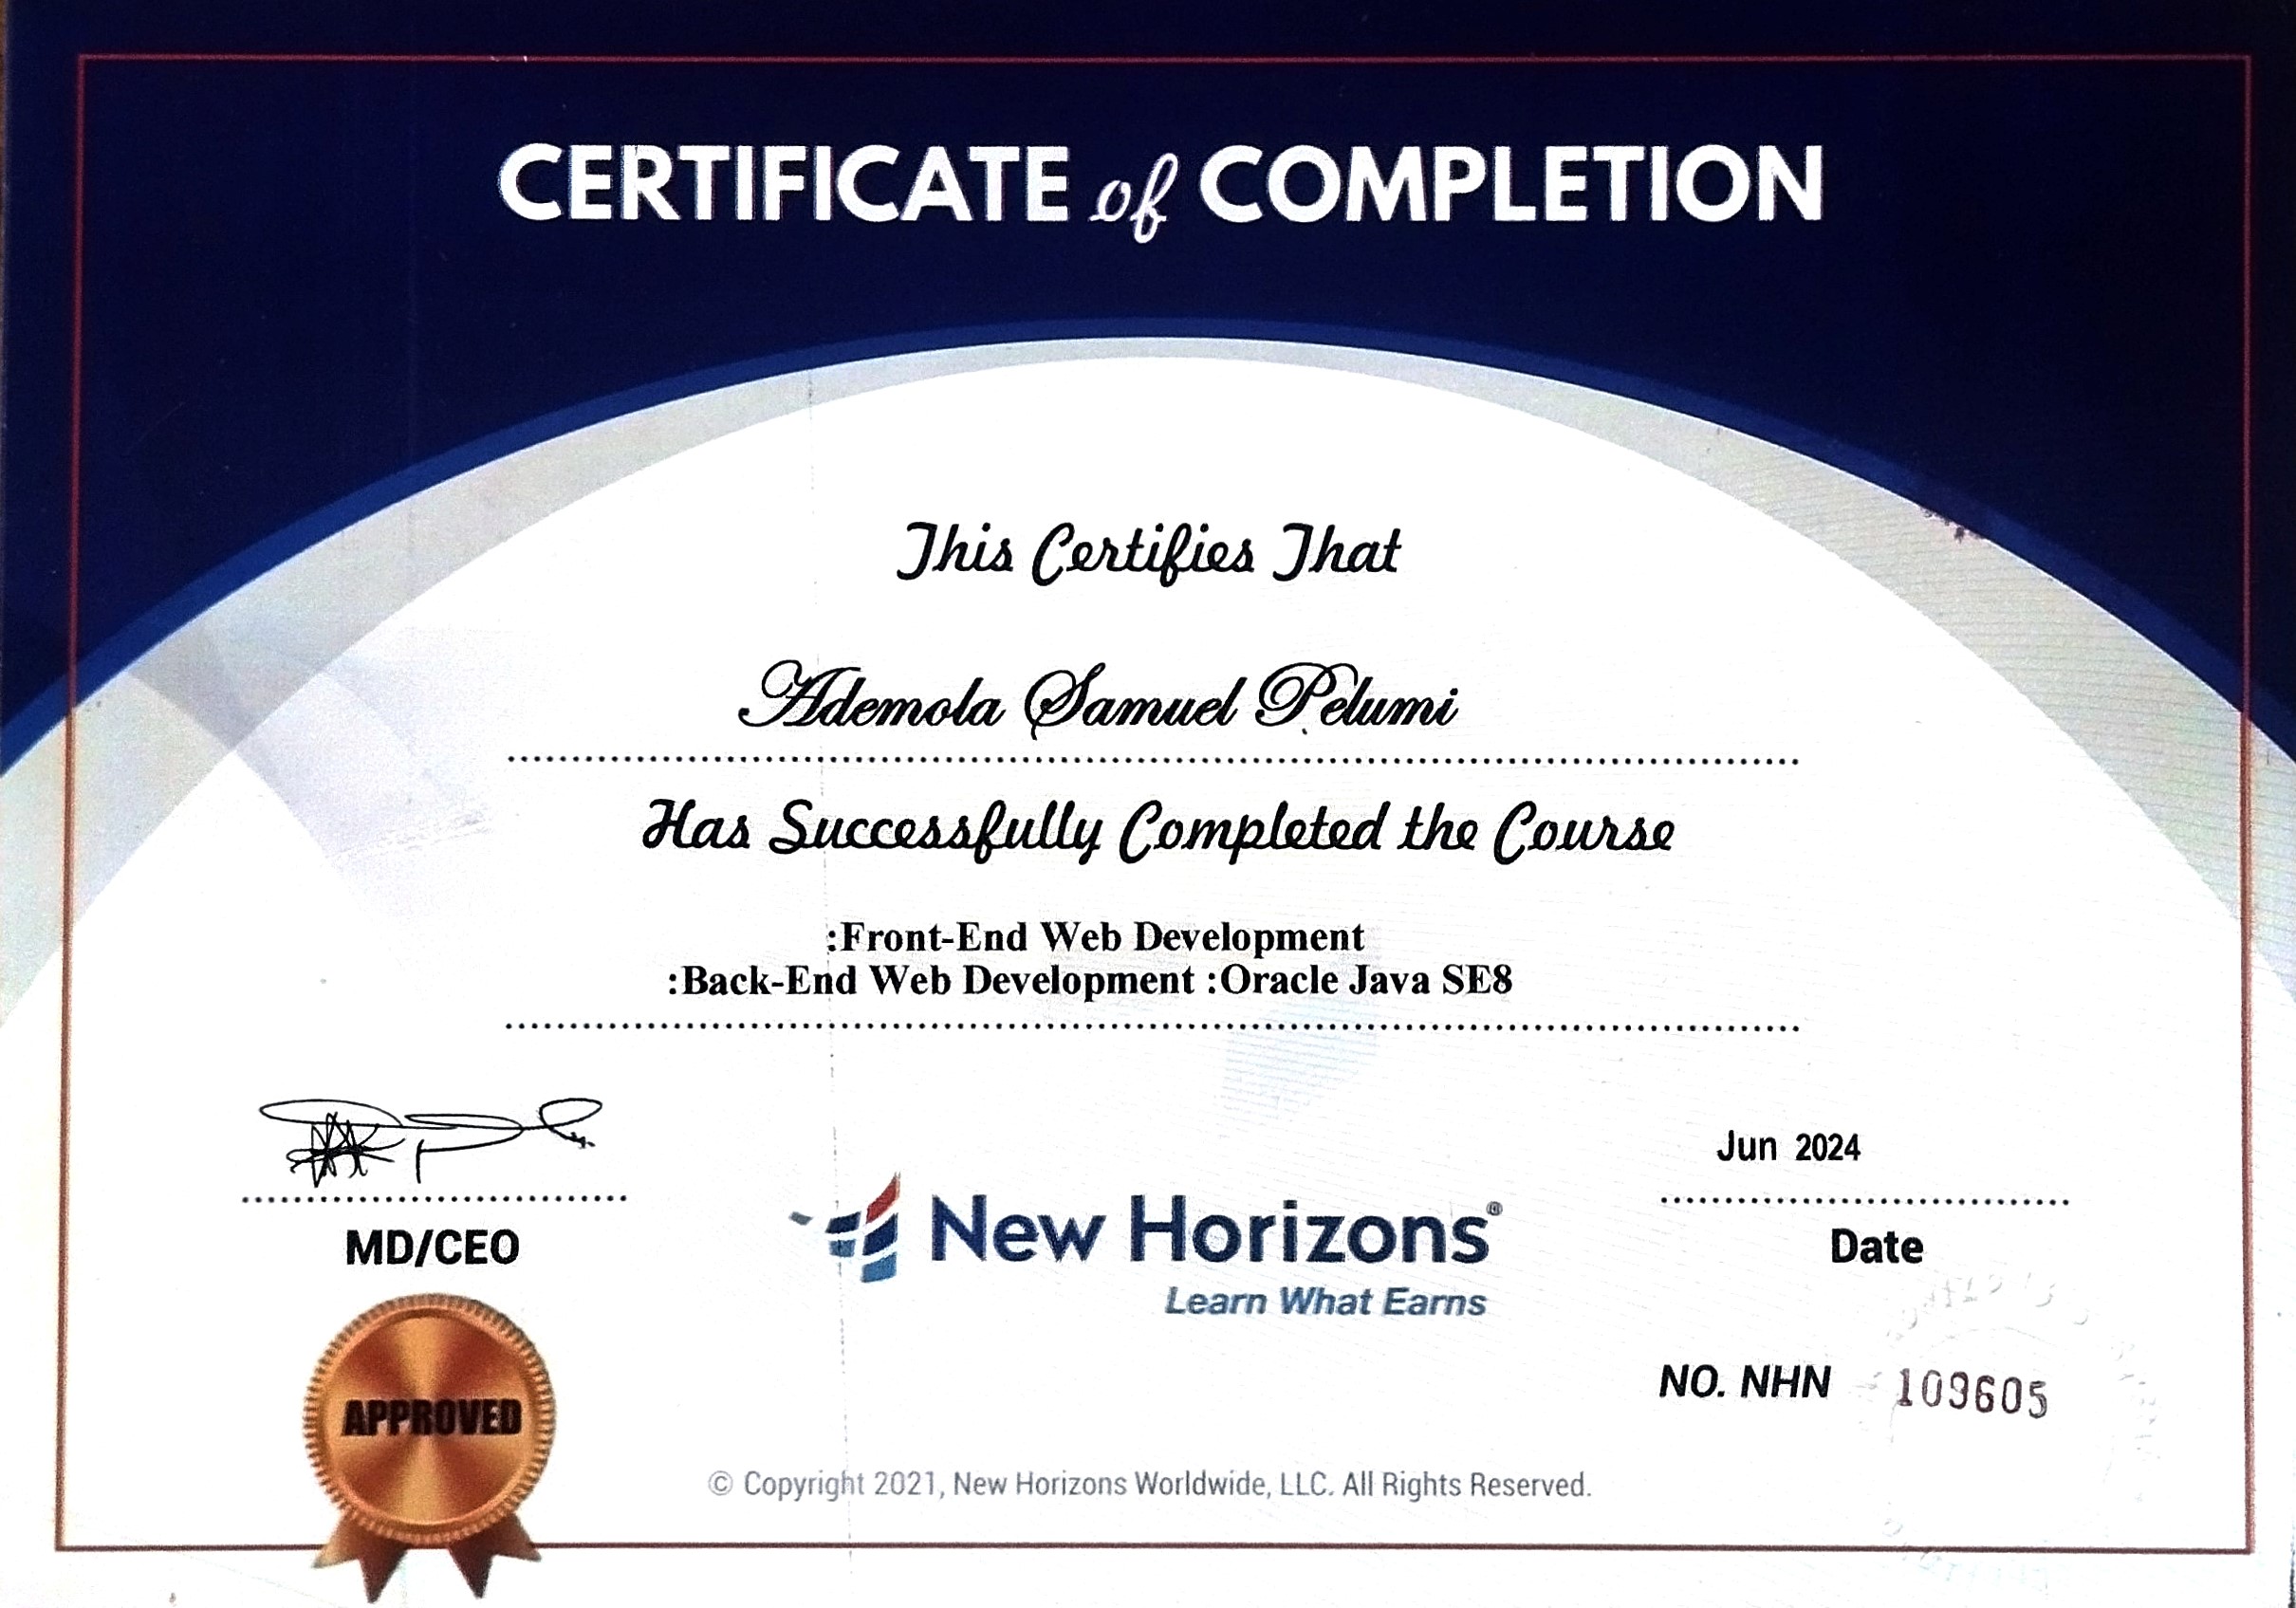 CERTIFICATE of COMPLETION
This Certifies That
Ademola Samuel Pelumi
Has Successfully Completed the Course
:Front-End Web Development
:Back-End Web Development :Oracle Java SE8
Jun 2024
MD/CEO
New Horizons®
Date
Learn What Earns
NO. NHN 109605
APPROVED
© Copyright 2021, New Horizons Worldwide, LLC. All Rights Reserved.